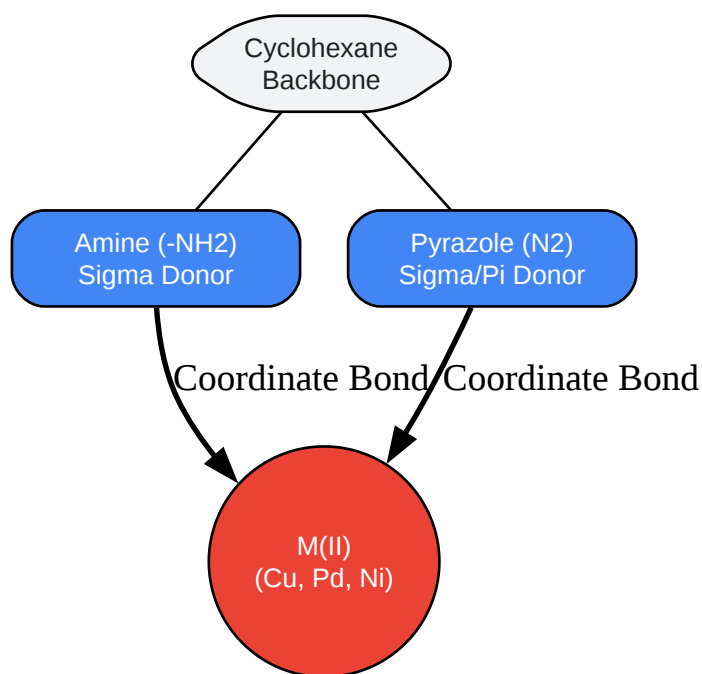 Cyclohexane
Backbone
Amine (-NH2)
Sigma Donor
Pyrazole (N2)
Sigma/Pi Donor
Coordinate Bond
Coordinate Bond
M(II)
(Cu, Pd, Ni)